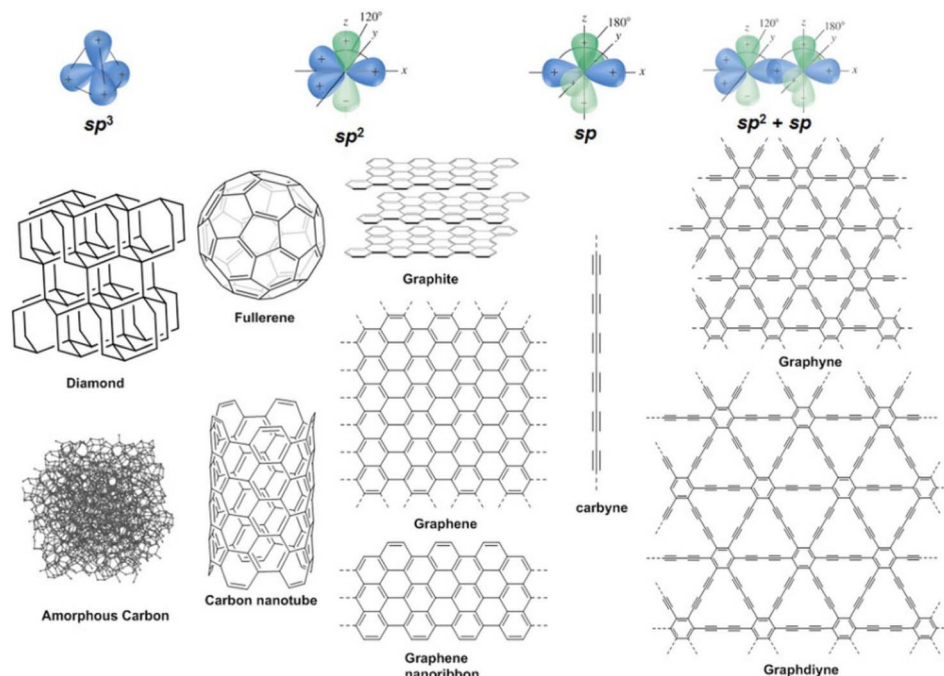 z
120°
y
x
z
180°
y
x
z
120°
z
180°
y
x
sp³
sp²
sp
sp² + sp
Diamond
Fullerene
Graphite
Graphyne
Graphene
carbyne
Amorphous Carbon
Carbon nanotube
Graphene
nanoribbon
Graphdiyne